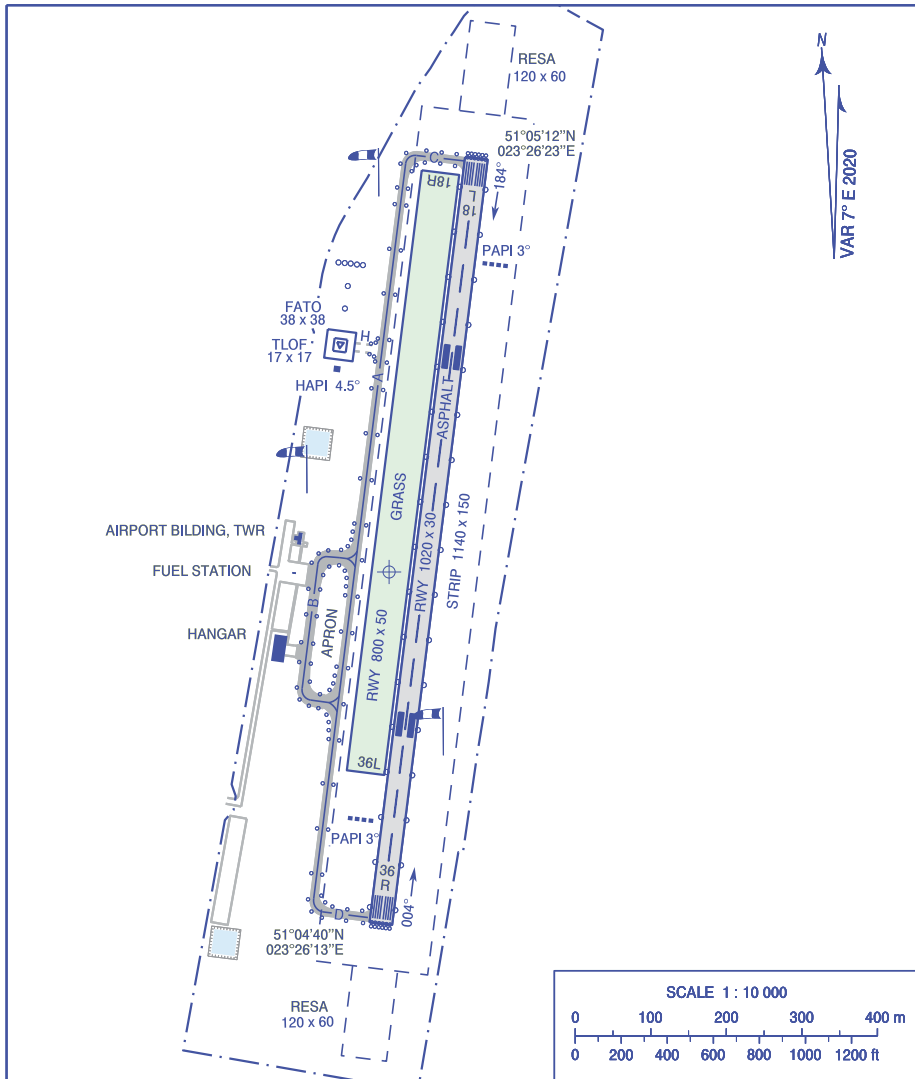 RESA
120 x 60
N
VAR 7° E 2020
51°05'12"N
023°26'23"E
C
18R
18
L
184°
PAPI 3°
FATO
38 x 38
H
TLOF
17 x 17
A
HAPI 4.5°
ASPHALT
GRASS
RWY 1020 x 30
STRIP 1140 x 150
AIRPORT BILDING, TWR
FUEL STATION
B
APRON
HANGAR
RWY 800 x 50
36L
PAPI 3°
36
R
004°
D
51°04'40"N
023°26'13"E
RESA
120 x 60
SCALE 1 : 10 000
0 100 200 300 400 m
0 200 400 600 800 1000 1200 ft